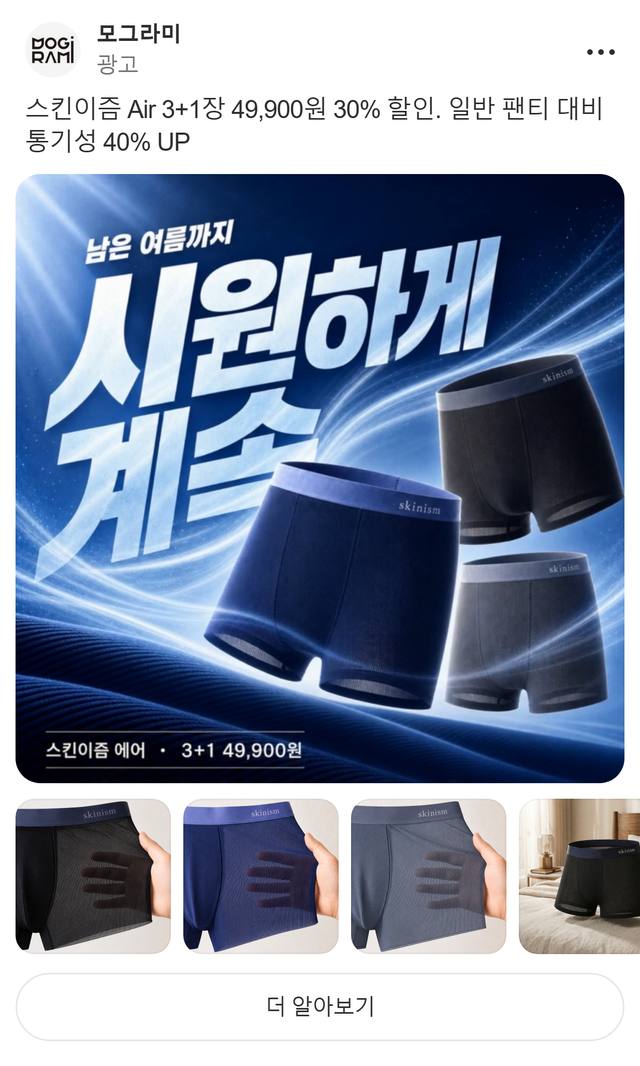 MOGI
RAMI
모그라미
광고
스킨이즘 Air 3+1장 49,900원 30% 할인. 일반 팬티 대비
통기성 40% UP
남은 여름까지
시원하게
계속
skinism
skinism
skinism
스킨이즘 에어 · 3+1 49,900원
skinism
skinism
skinism
skinism
더 알아보기